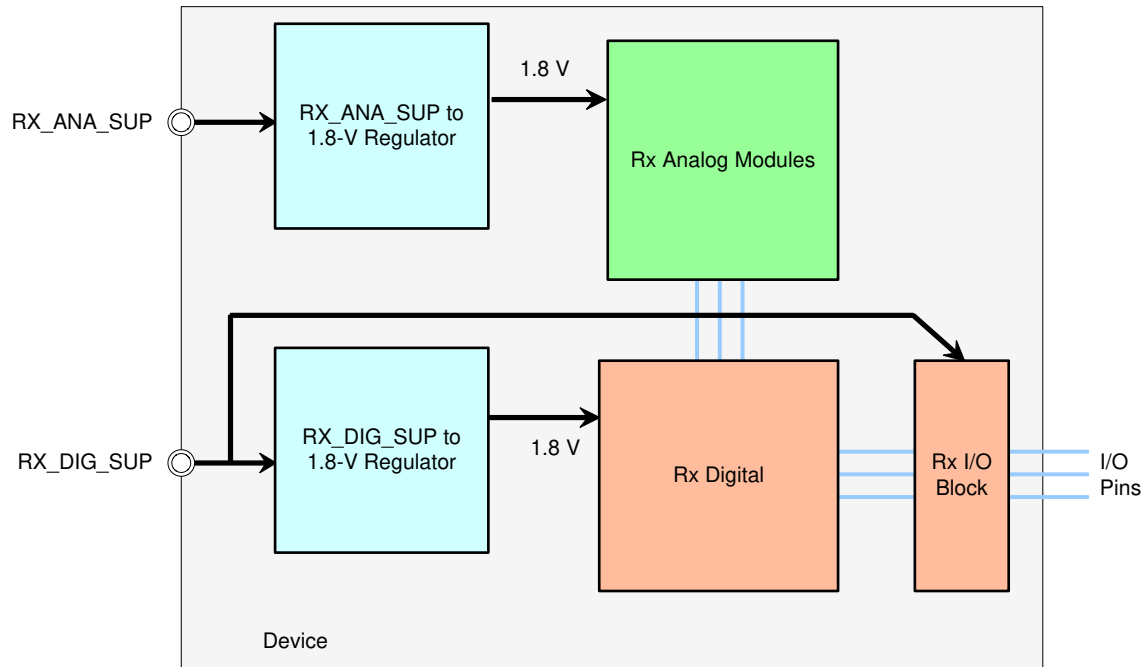 1.8 V
RX_ANA_SUP
RX_ANA_SUP to
1.8-V Regulator
Rx Analog Modules
RX_DIG_SUP
RX_DIG_SUP to
1.8-V Regulator
1.8 V
Rx Digital
Rx I/O
Block
I/O
Pins
Device